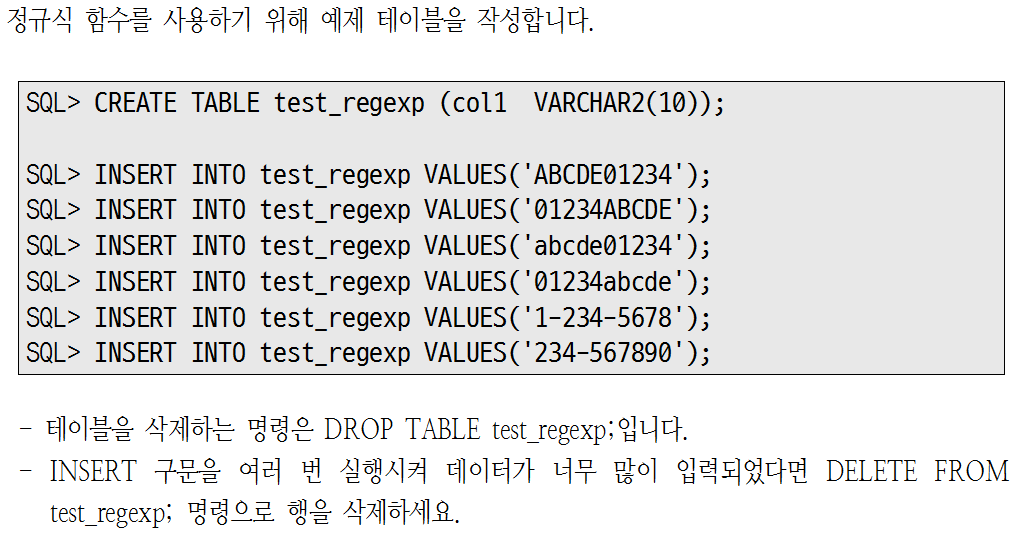 정규식 함수를 사용하기 위해 예제 테이블을 작성합니다.
SQL> CREATE TABLE test_regexp (col1  VARCHAR2(10));
SQL> INSERT INTO test_regexp VALUES('ABCDE01234');
SQL> INSERT INTO test_regexp VALUES('01234ABCDE');
SQL> INSERT INTO test_regexp VALUES('abcde01234');
SQL> INSERT INTO test_regexp VALUES('01234abcde');
SQL> INSERT INTO test_regexp VALUES('1-234-5678');
SQL> INSERT INTO test_regexp VALUES('234-567890');
- 테이블을 삭제하는 명령은 DROP TABLE test_regexp;입니다.
- INSERT 구문을 여러 번 실행시켜 데이터가 너무 많이 입력되었다면 DELETE FROM
test_regexp; 명령으로 행을 삭제하세요.